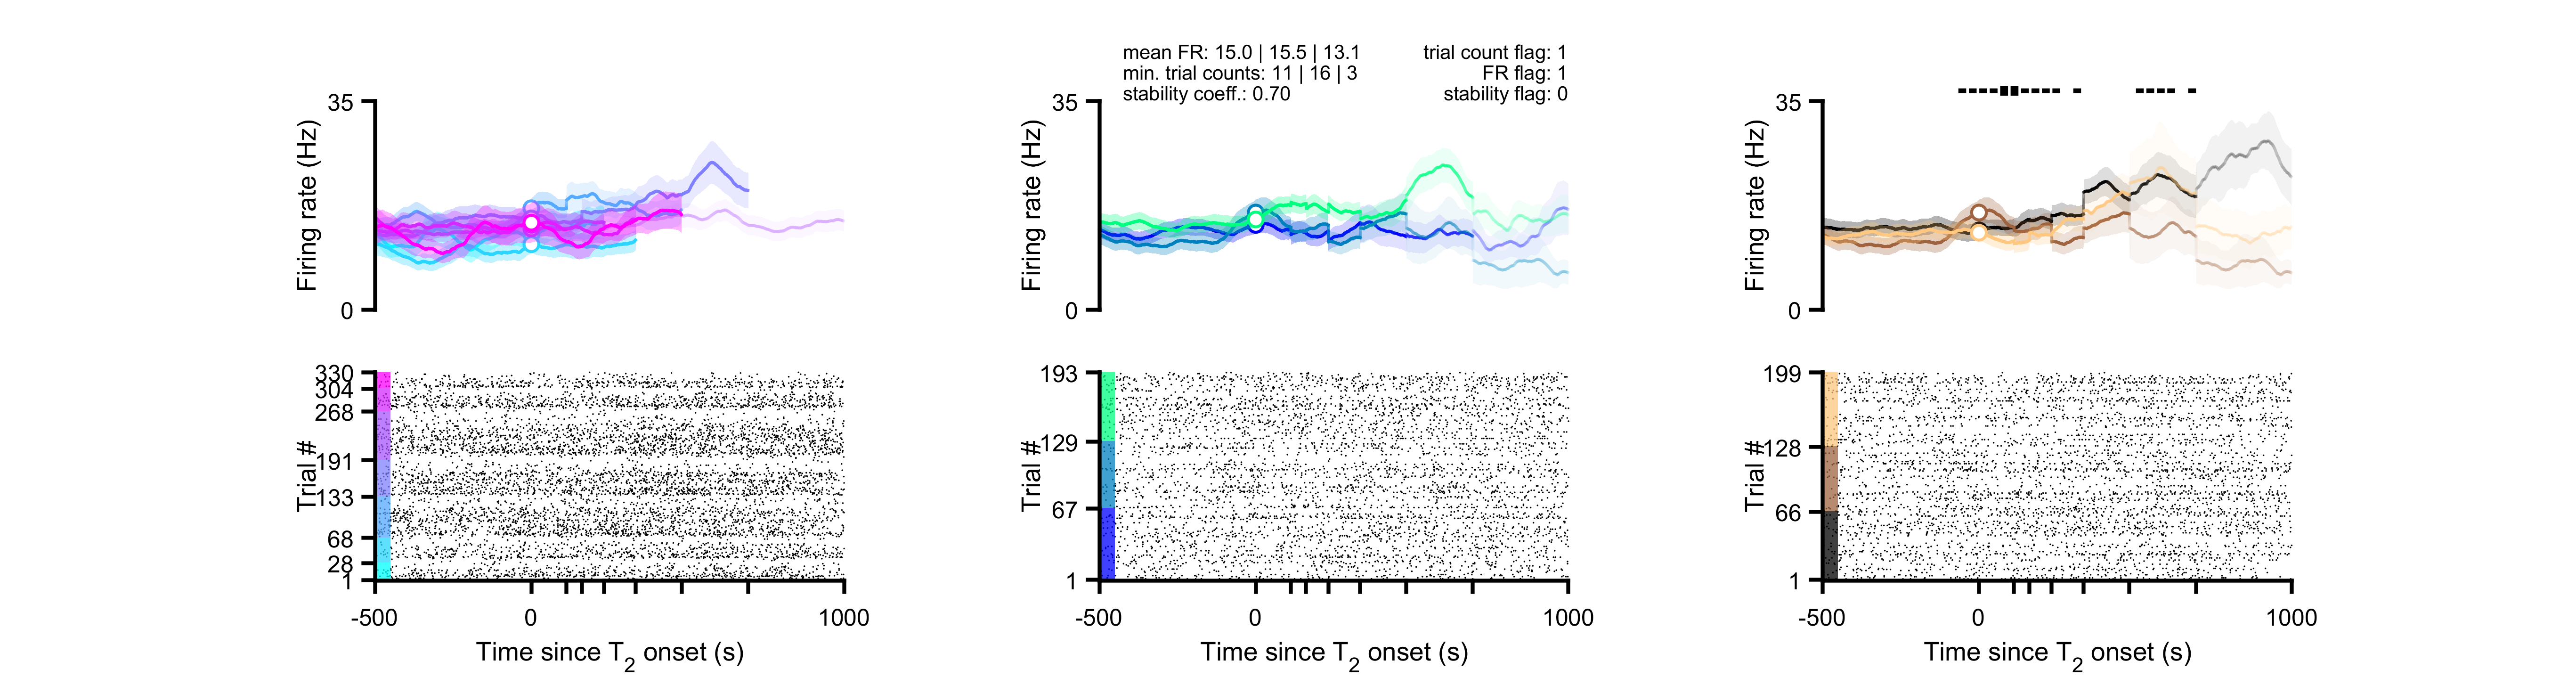 mean FR: 15.0 | 15.5 | 13.1
min. trial counts: 11 | 16 | 3
stability coeff.: 0.70
trial count flag: 1
FR flag: 1
stability flag: 0
35
Firing rate (Hz)
0
35
Firing rate (Hz)
0
35
Firing rate (Hz)
0
330
304
268
191
133
68
28
1
Trial #
-500
0
1000
Time since T2 onset (s)
193
129
67
1
Trial #
-500
0
1000
Time since T2 onset (s)
199
128
66
1
Trial #
-500
0
1000
Time since T2 onset (s)